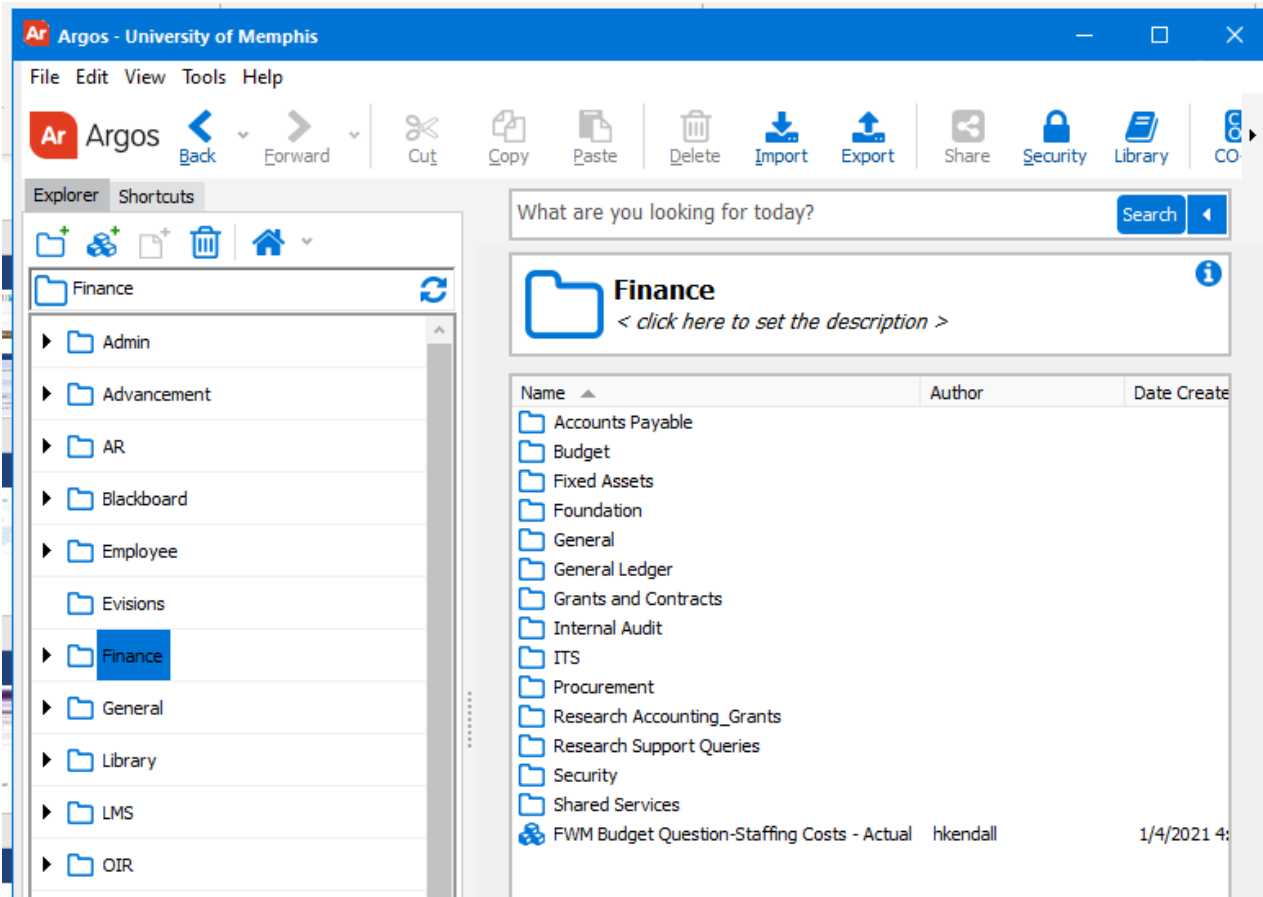 Ar Argos - University of Memphis
File Edit View Tools Help
Ar Argos Back Forward Cut Copy Paste Delete Import Export Share Security Library CO-
Explorer Shortcuts
What are you looking for today? Search
Finance
Finance
< click here to set the description >
Admin
Advancement
AR
Blackboard
Employee
Evisions
Finance
General
Library
LMS
OIR
Name Author Date Create
Accounts Payable
Budget
Fixed Assets
Foundation
General
General Ledger
Grants and Contracts
Internal Audit
ITS
Procurement
Research Accounting_Grants
Research Support Queries
Security
Shared Services
FWM Budget Question-Staffing Costs - Actual hkendall 1/4/2021 4: